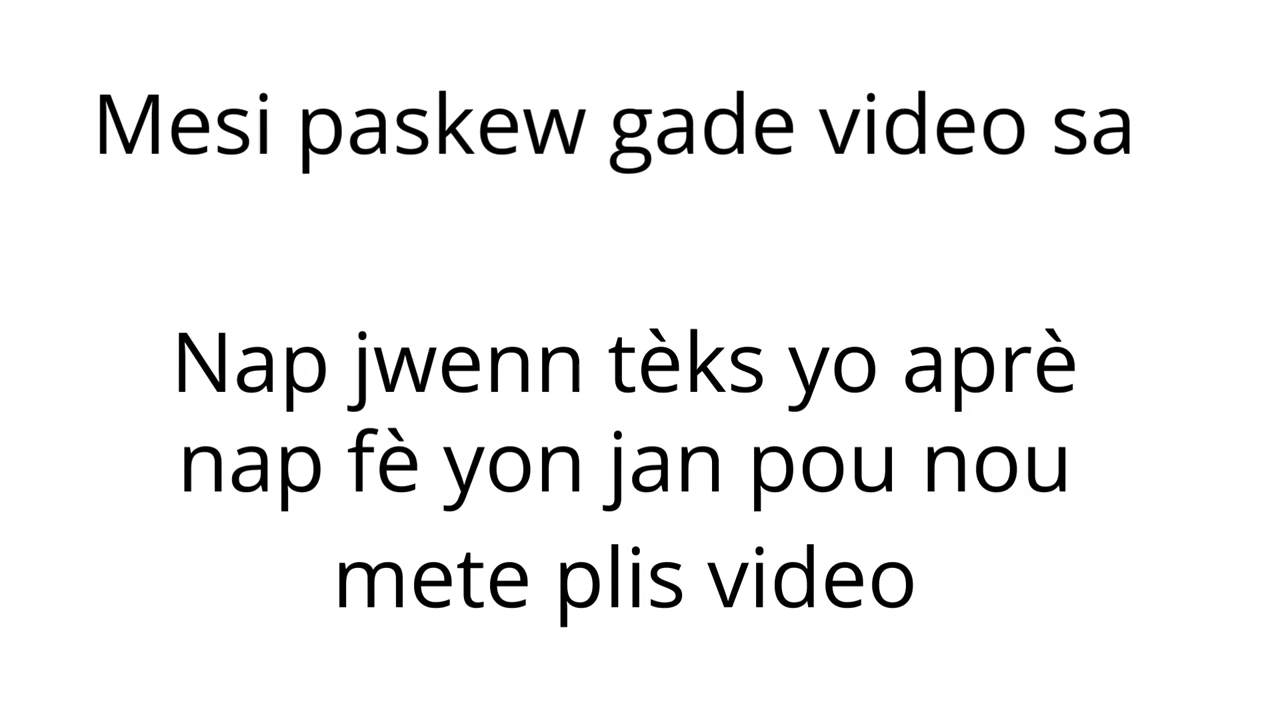 Mesi paskew gade video sa
Nap jwenn tèks yo aprè
nap fè yon jan pou nou
mete plis video